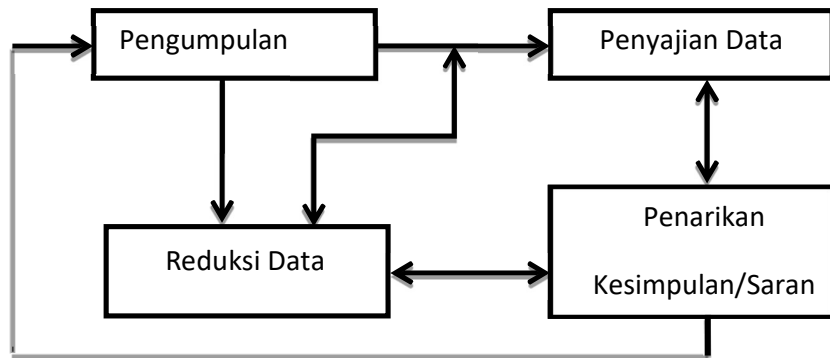 Pengumpulan
Penyajian Data
Reduksi Data
Penarikan
Kesimpulan/Saran